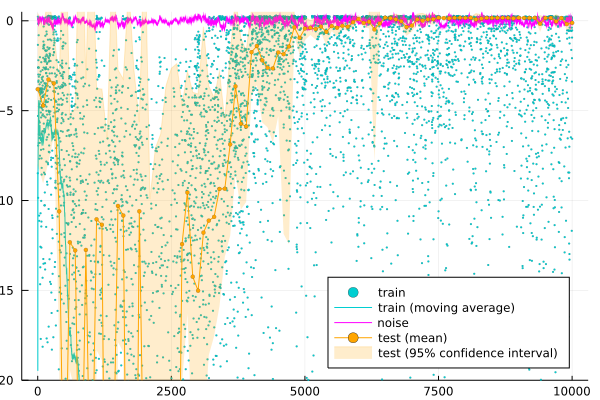 0
−5
10
15
20
0
2500
5000
7500
10000
train
train (moving average)
noise
test (mean)
test (95% confidence interval)